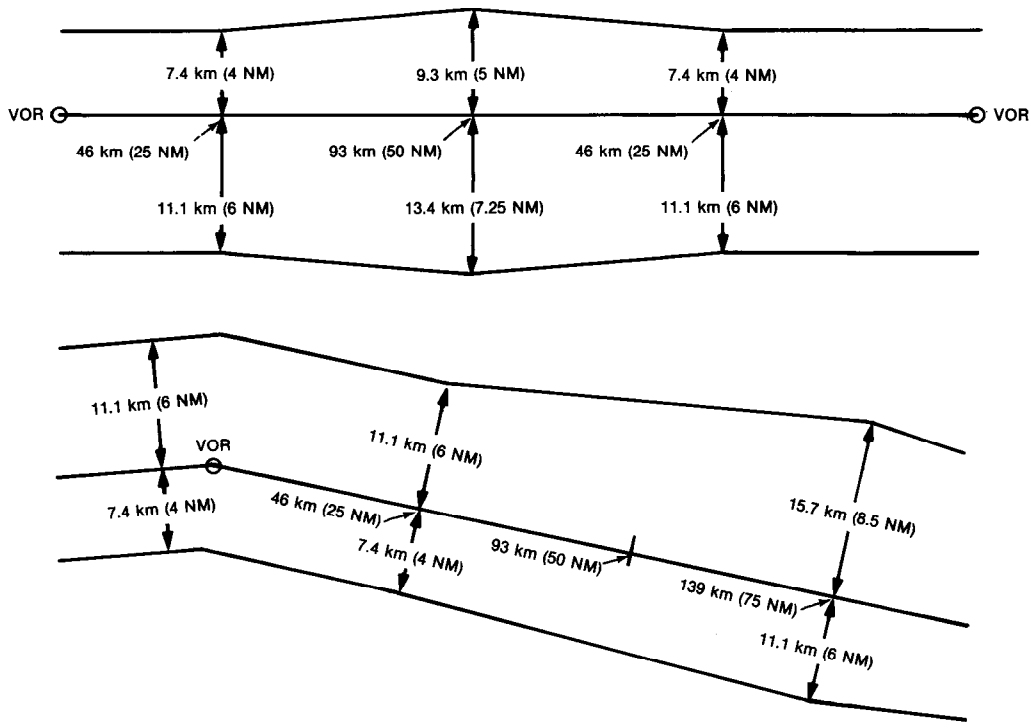 7.4 km (4 NM)
9.3 km (5 NM)
7.4 km (4 NM)
VOR
VOR
46 km (25 NM)
93 km (50 NM)
46 km (25 NM)
11.1 km (6 NM)
13.4 km (7.25 NM)
11.1 km (6 NM)
11.1 km (6 NM)
VOR
11.1 km (6 NM)
7.4 km (4 NM)
46 km (25 NM)
15.7 km (8.5 NM)
7.4 km (4 NM)
93 km (50 NM)
139 km (75 NM)
11.1 km (6 NM)